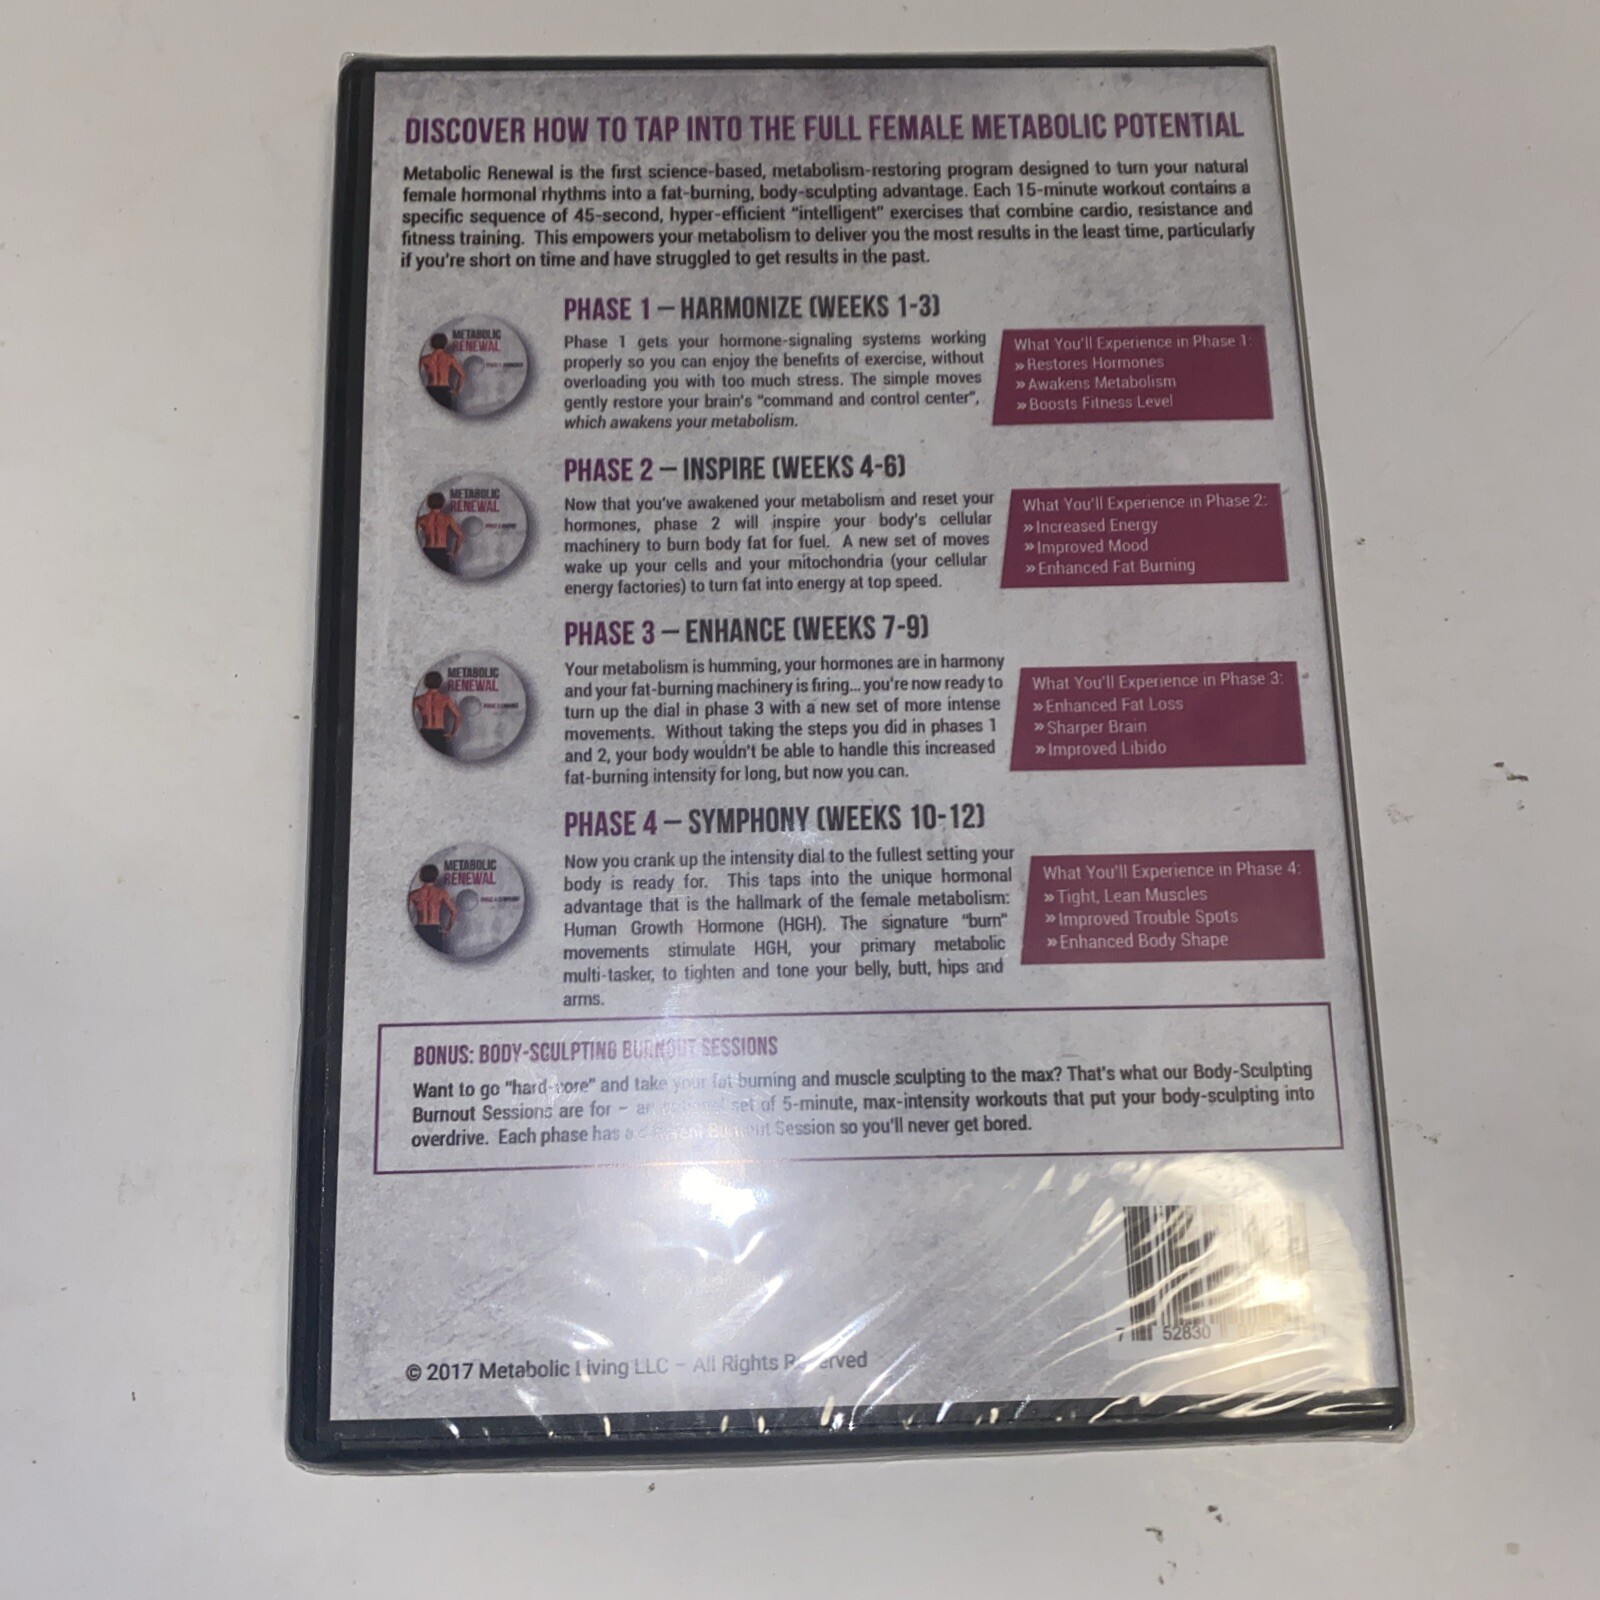 DISCOVER HOW TO TAP INTO THE FULL FEMALE METABOLIC POTENTIAL
Metabolic Renewal is the first science-based, metabolism-restoring program designed to turn your natural
female hormonal rhythms into a fat-burning, body-sculpting advantage. Each 15-minute workout contains a
specific sequence of 45-second, hyper-efficient "intelligent" exercises that combine cardio, resistance and
fitness training. This empowers your metabolism to deliver you the most results in the least time, particularly
if you're short on time and have struggled to get results in the past.
METABOLIC
RENEWAL
PHASE 1 – HARMONIZE (WEEKS 1-3)
Phase 1 gets your hormone-signaling systems working
properly so you can enjoy the benefits of exercise, without
overloading you with too much stress. The simple moves
gently restore your brain's "command and control center",
which awakens your metabolism.
What You'll Experience in Phase 1:
» Restores Hormones
» Awakens Metabolism
» Boosts Fitness Level
METABOLIC
RENEWAL
PHASE 2 – INSPIRE (WEEKS 4-6)
Now that you've awakened your metabolism and reset your
hormones, phase 2 will inspire your body's cellular
machinery to burn body fat for fuel. A new set of moves
wake up your cells and your mitochondria (your cellular
energy factories) to turn fat into energy at top speed.
What You'll Experience in Phase 2:
» Increased Energy
» Improved Mood
» Enhanced Fat Burning
METABOLIC
RENEWAL
PHASE 3 – ENHANCE (WEEKS 7-9)
Your metabolism is humming, your hormones are in harmony
and your fat-burning machinery is firing... you're now ready to
turn up the dial in phase 3 with a new set of more intense
movements. Without taking the steps you did in phases 1
and 2, your body wouldn't be able to handle this increased
fat-burning intensity for long, but now you can.
What You'll Experience in Phase 3:
» Enhanced Fat Loss
» Sharper Brain
» Improved Libido
METABOLIC
RENEWAL
PHASE 4 – SYMPHONY (WEEKS 10-12)
Now you crank up the intensity dial to the fullest setting your
body is ready for. This taps into the unique hormonal
advantage that is the hallmark of the female metabolism:
Human Growth Hormone (HGH). The signature "burn"
movements stimulate HGH, your primary metabolic
multi-tasker, to tighten and tone your belly, butt, hips and
arms.
What You'll Experience in Phase 4:
» Tight, Lean Muscles
» Improved Trouble Spots
» Enhanced Body Shape
BONUS: BODY-SCULPTING BURNOUT SESSIONS
Want to go "hard-core" and take your fat burning and muscle sculpting to the max? That's what our Body-Sculpting
Burnout Sessions are for – an optional set of 5-minute, max-intensity workouts that put your body-sculpting into
overdrive. Each phase has a different Burnout Session so you'll never get bored.
7 52830
© 2017 Metabolic Living LLC – All Rights Reserved